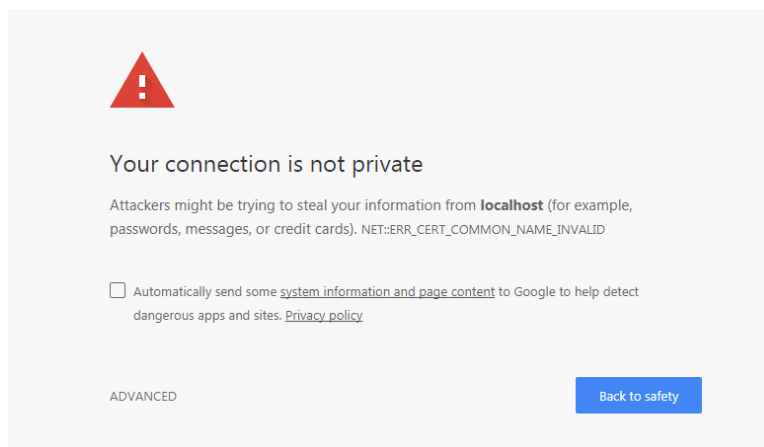 Your connection is not private
Attackers might be trying to steal your information from localhost (for example,
passwords, messages, or credit cards). NET::ERR_CERT_COMMON_NAME_INVALID
Automatically send some system information and page content to Google to help detect
dangerous apps and sites. Privacy policy
ADVANCED
Back to safety